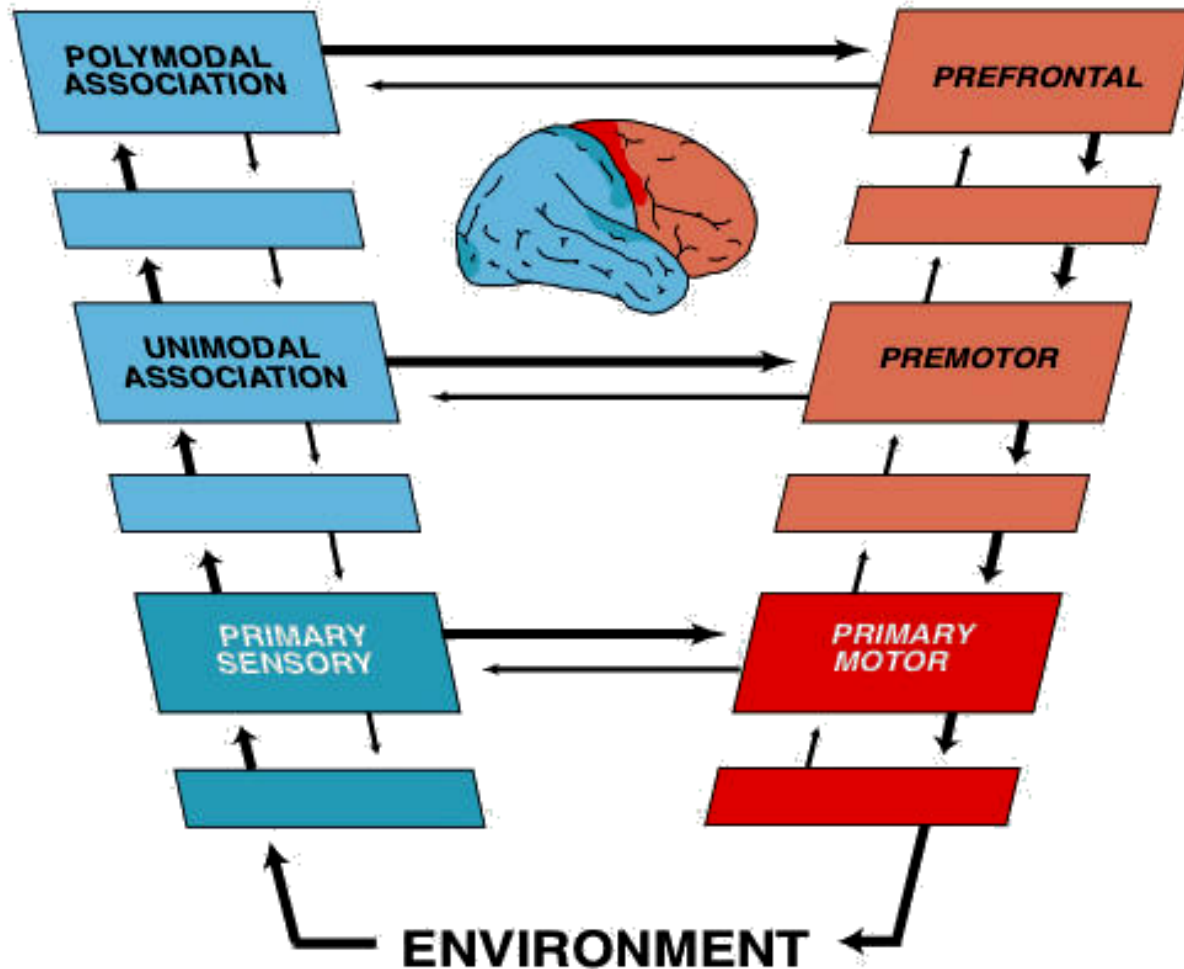 POLYMODAL
ASSOCIATION
PREFRONTAL
UNIMODAL
ASSOCIATION
PREMOTOR
PRIMARY
SENSORY
PRIMARY
MOTOR
ENVIRONMENT